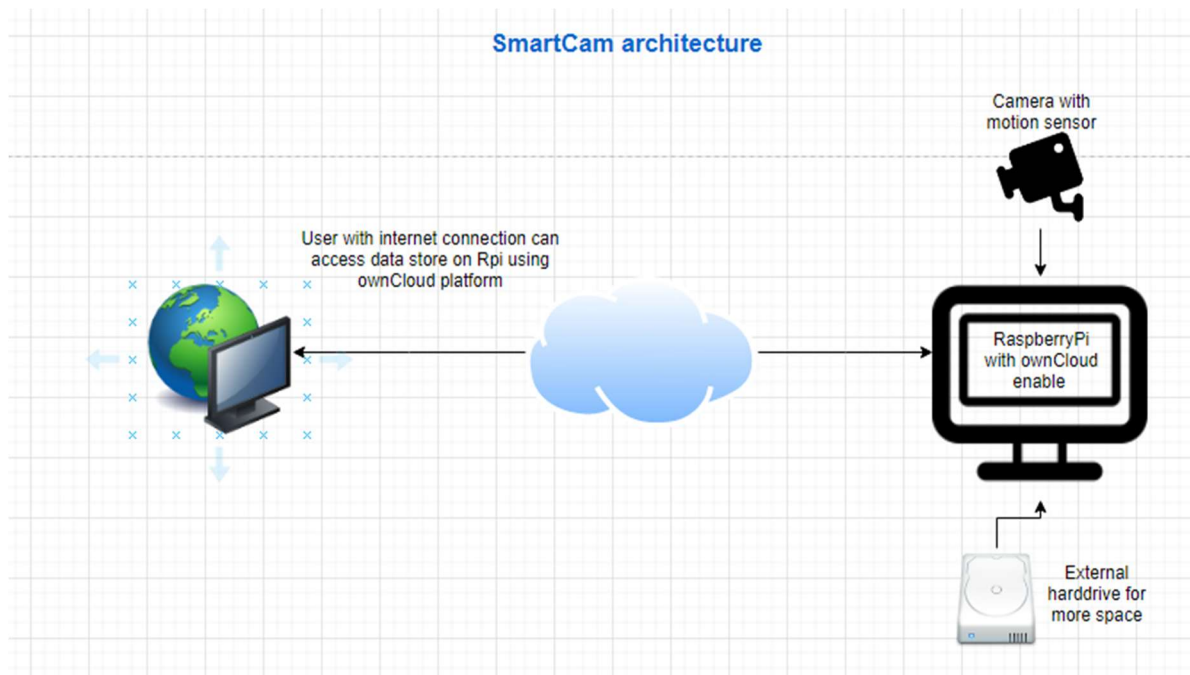 SmartCam architecture
Camera with
motion sensor
User with internet connection can
access data store on Rpi using
ownCloud platform
RaspberryPi
with ownCloud
enable
External
harddrive for
more space